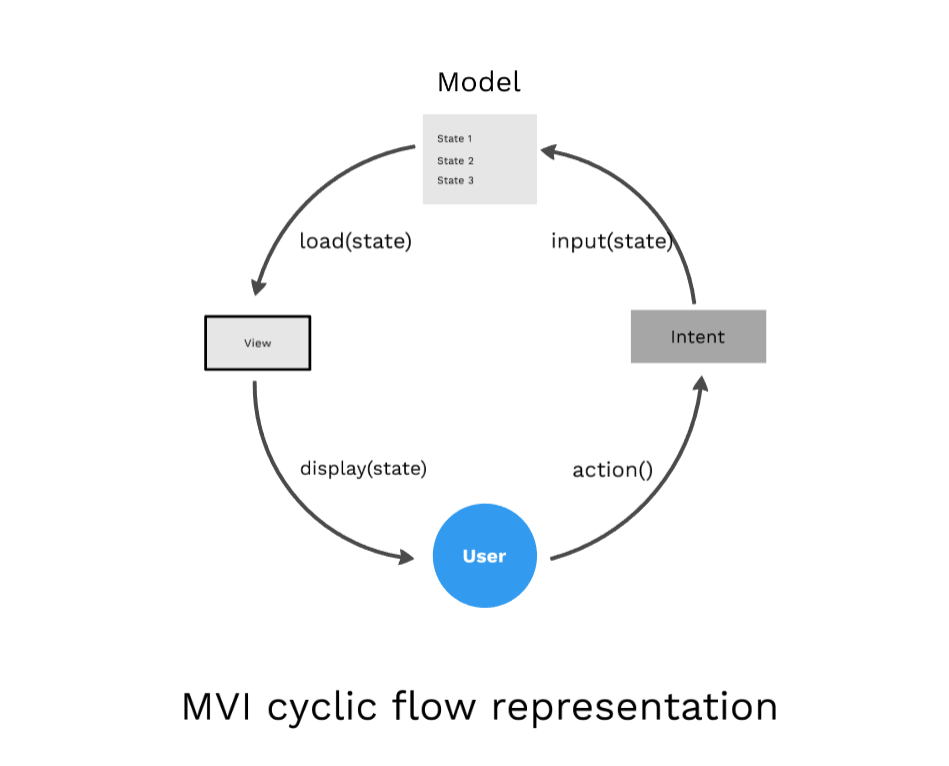 Model
State 1
State 2
State 3
load(state)
input(state)
View
Intent
display(state)
action()
User
MVI cyclic flow representation